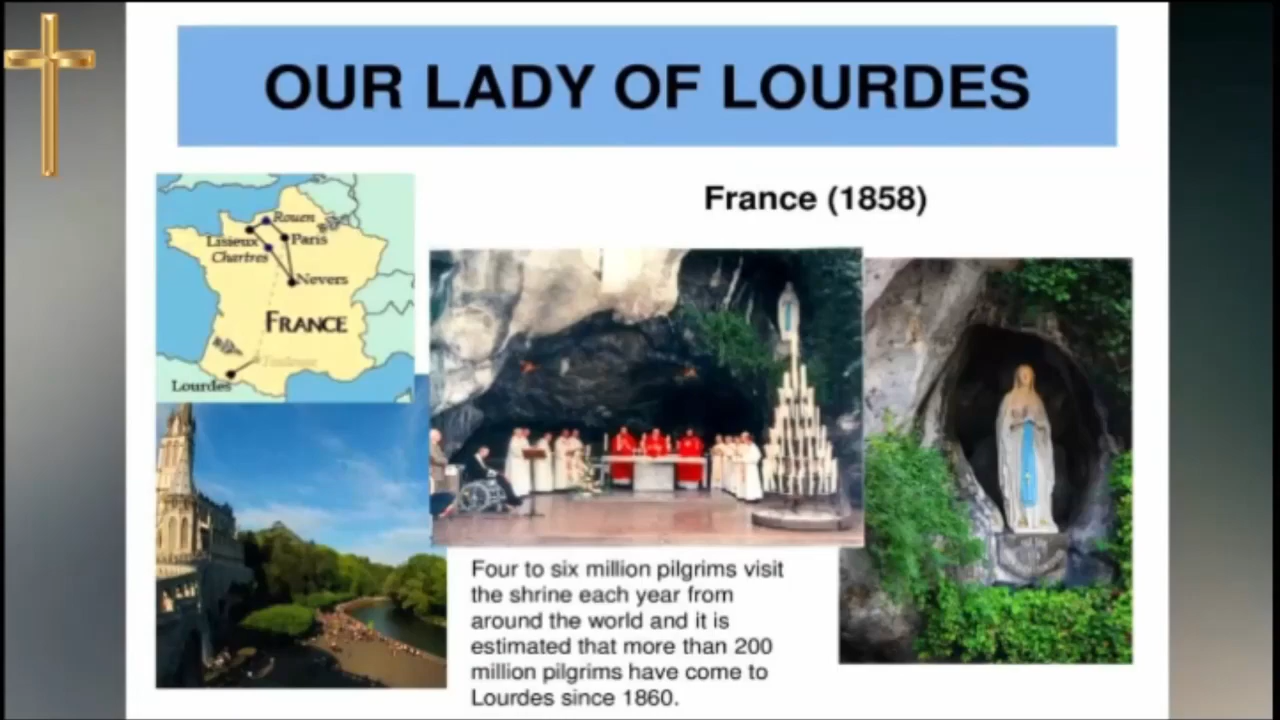 OUR LADY OF LOURDES
France (1858)
Rouen
Lisieux
Paris
Chartres
Nevers
FRANCE
Toulouse
Lourdes
Four to six million pilgrims visit
the shrine each year from
around the world and it is
estimated that more than 200
million pilgrims have come to
Lourdes since 1860.